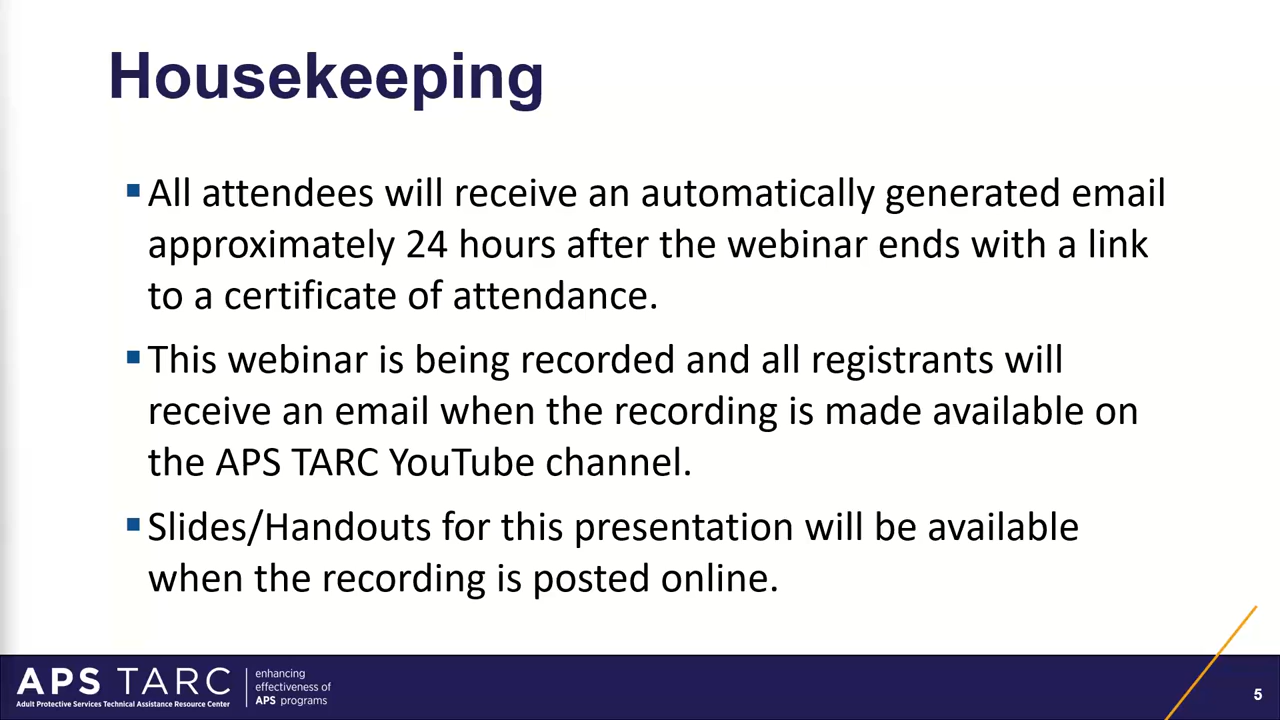 Housekeeping
▪ All attendees will receive an automatically generated email
approximately 24 hours after the webinar ends with a link
to a certificate of attendance.
▪ This webinar is being recorded and all registrants will
receive an email when the recording is made available on
the APS TARC YouTube channel.
▪ Slides/Handouts for this presentation will be available
when the recording is posted online.
APS TARC
Adult Protective Services Technical Assistance Resource Center
enhancing
effectiveness of
APS programs
5